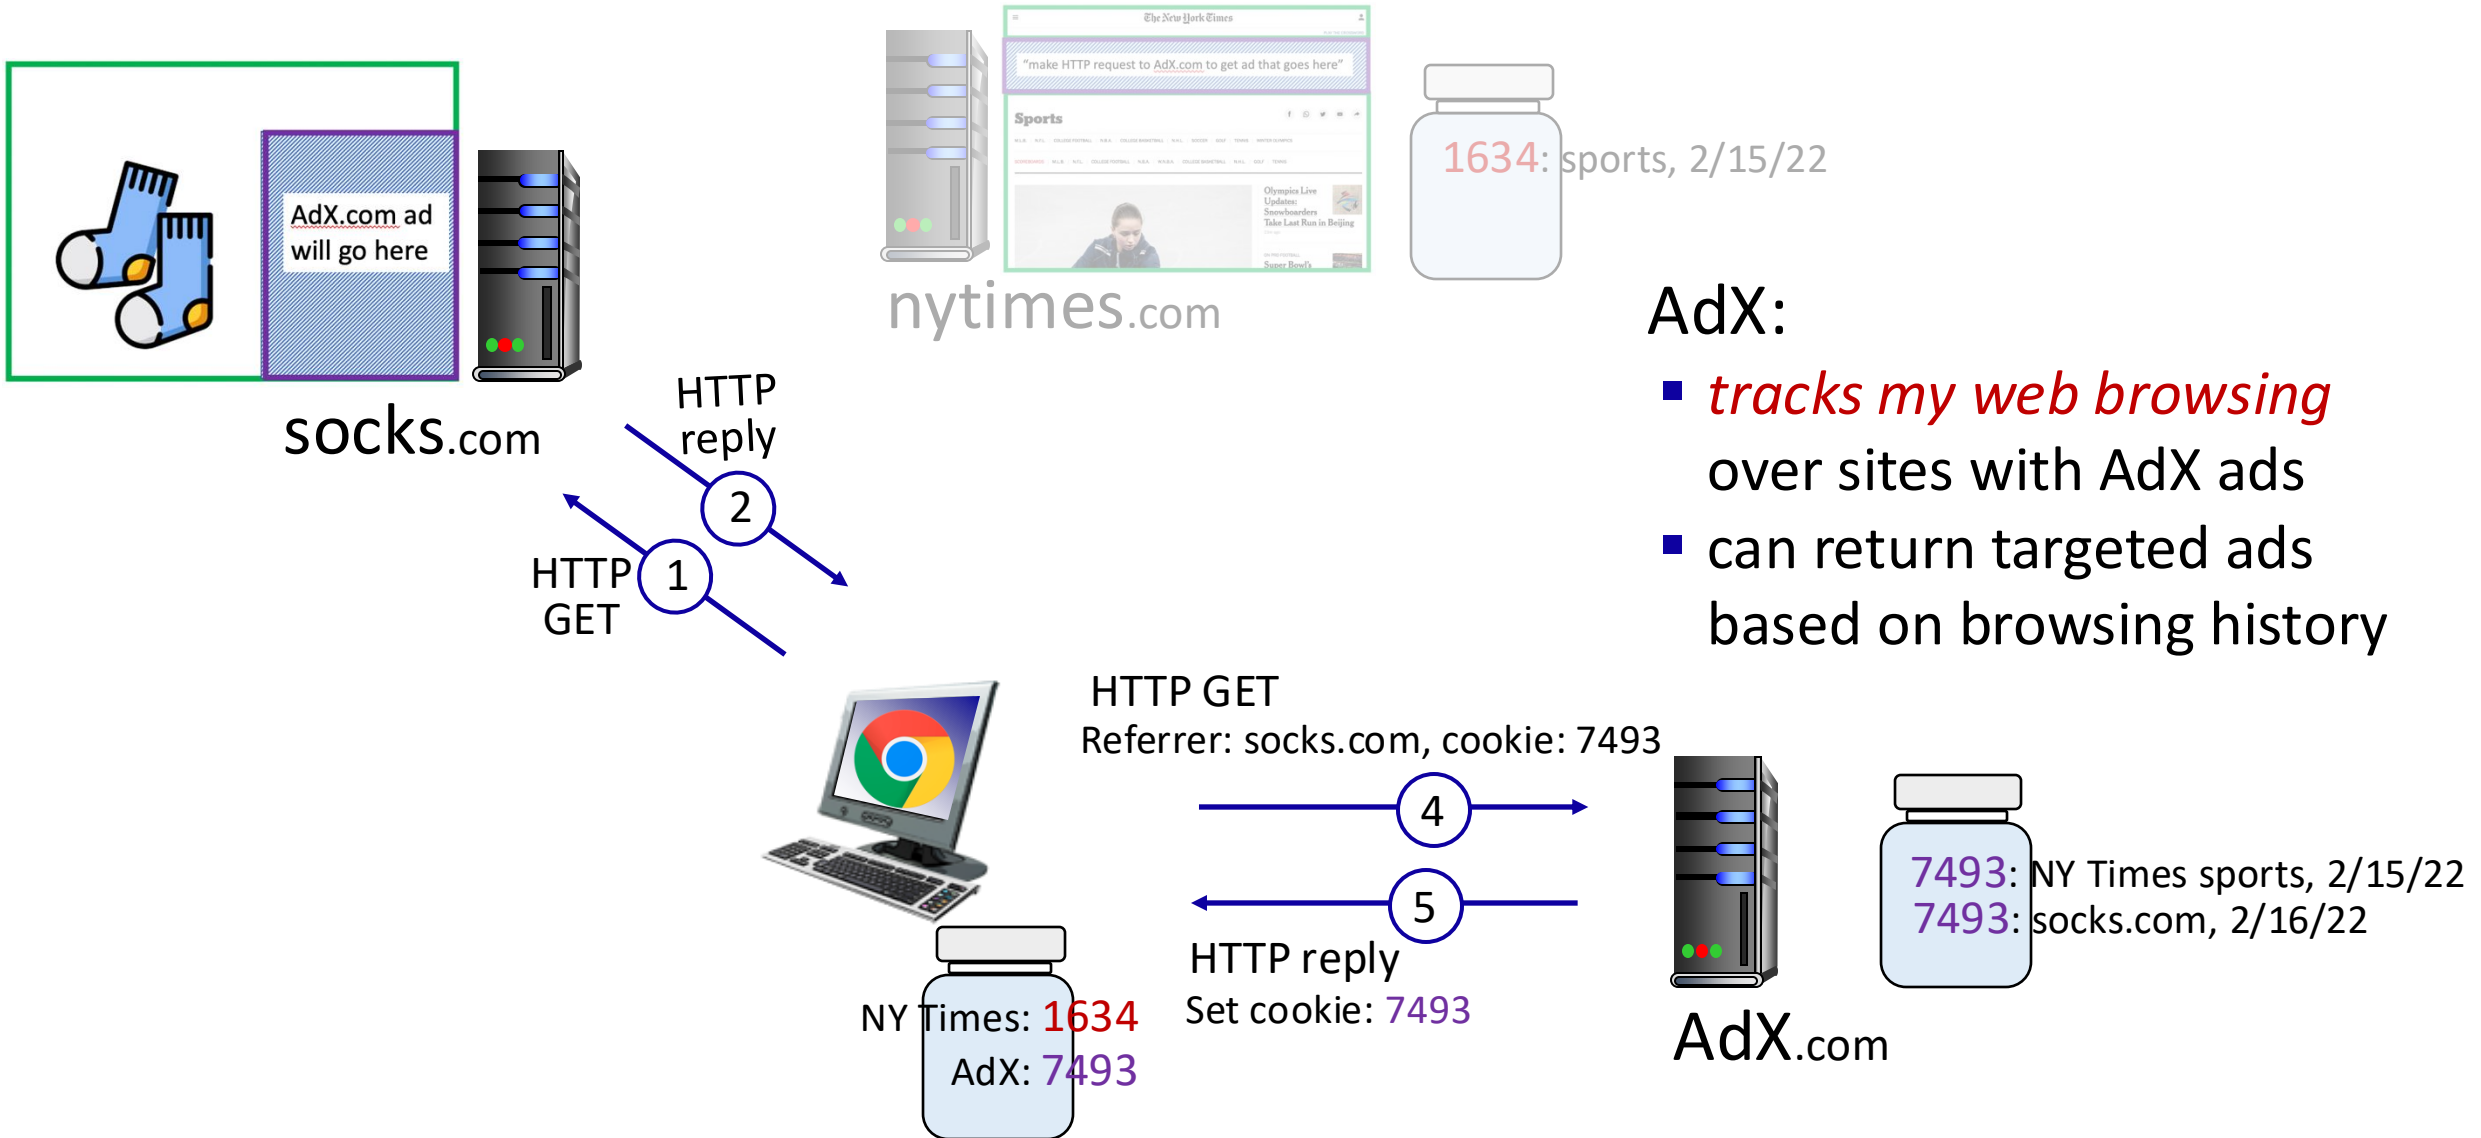 The New York Times
"make HTTP request to AdX.com to get ad that goes here"
Sports
Olympics Live
Updates:
Snowboarders
Take Last Run in Beijing
Super Bowl's
1634: sports, 2/15/22
nytimes.com
AdX.com ad
will go here
socks.com
HTTP
reply
2
HTTP
GET
1
AdX:
tracks my web browsing
over sites with AdX ads
can return targeted ads
based on browsing history
HTTP GET
Referrer: socks.com, cookie: 7493
4
5
HTTP reply
Set cookie: 7493
NY Times: 1634
AdX: 7493
7493: NY Times sports, 2/15/22
7493: socks.com, 2/16/22
AdX.com